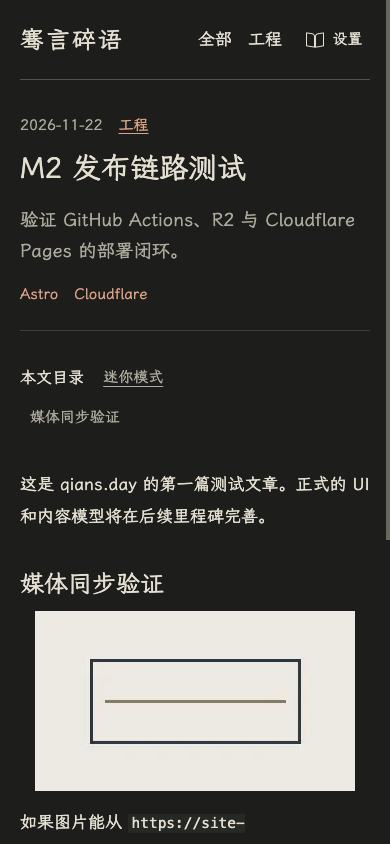 骞言碎语
全部 工程 设置
2026-11-22 工程
M2 发布链路测试
验证 GitHub Actions、R2 与 Cloudflare
Pages 的部署闭环。
Astro Cloudflare
本文目录 迷你模式
媒体同步验证
这是 qians.day 的第一篇测试文章。正式的 UI
和内容模型将在后续里程碑完善。
媒体同步验证
如果图片能从 https://site-